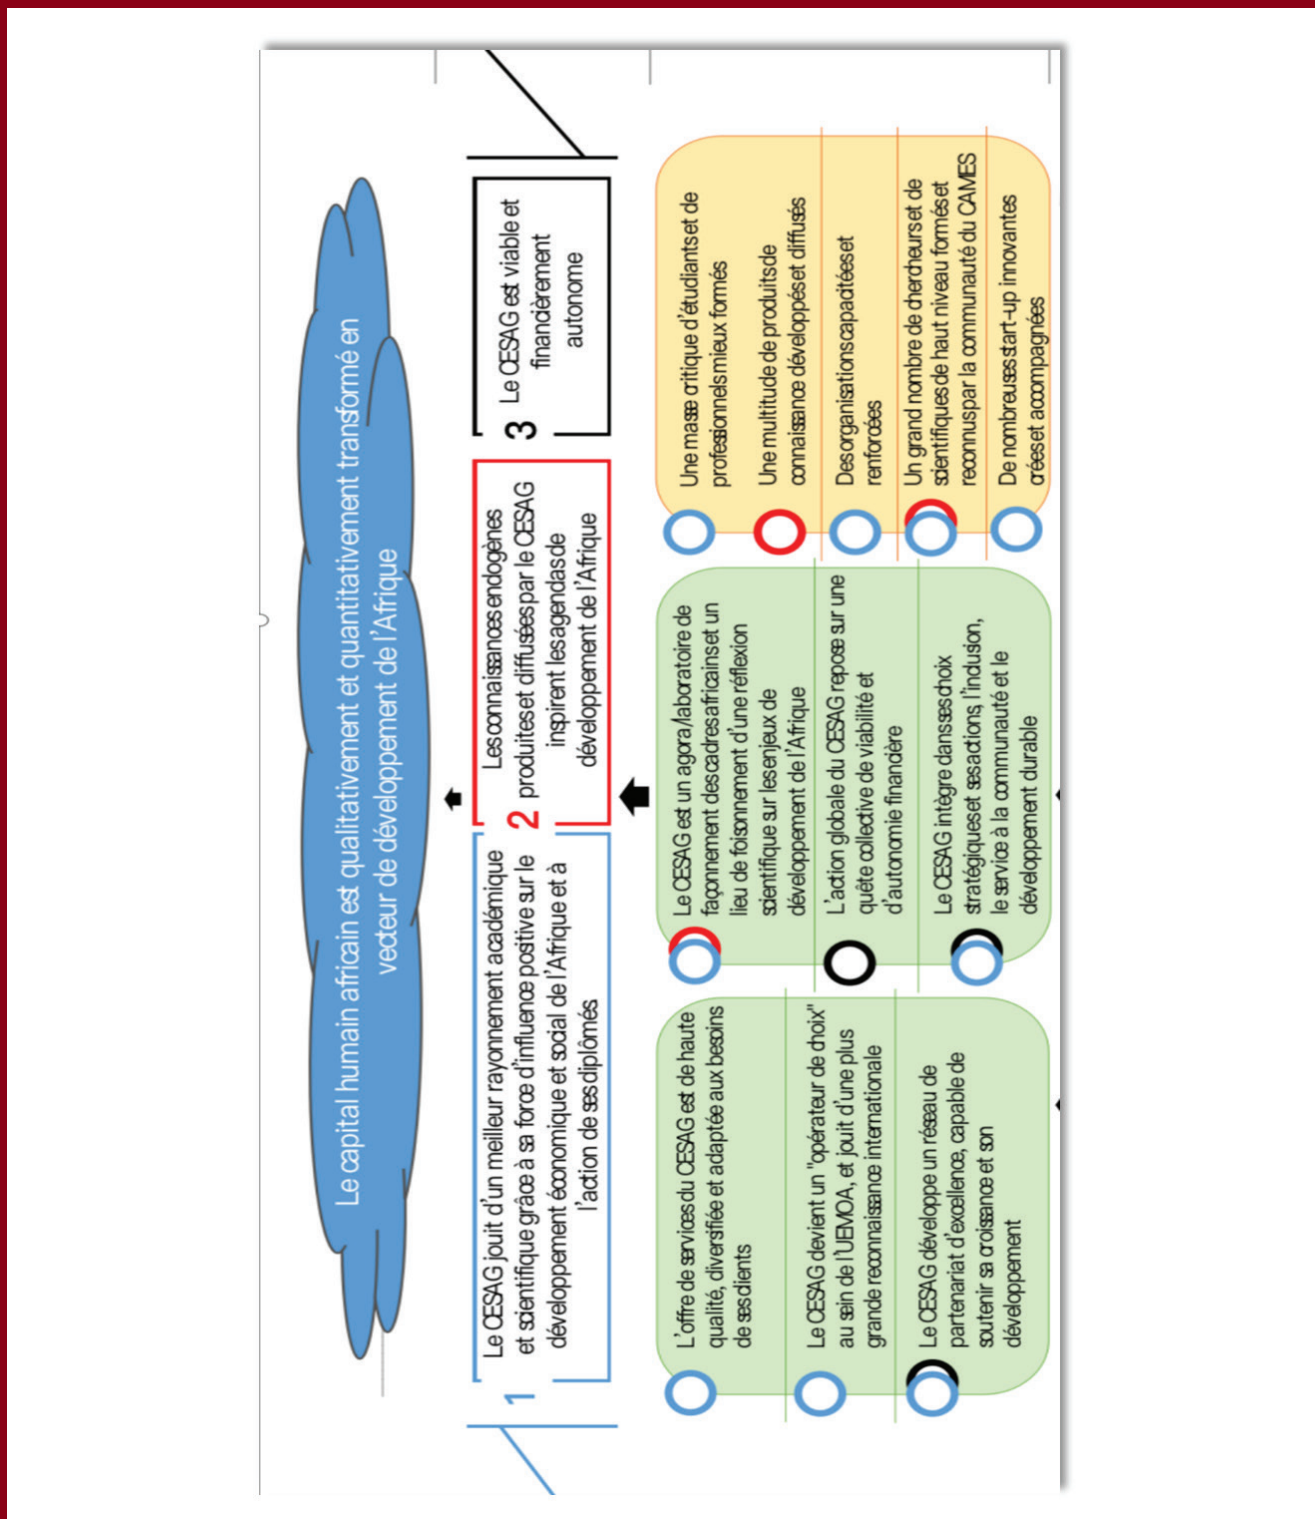 Le capital humain africain est qualitativement et quantitativement transformé en
vecteur de développement de l'Afrique
1
Le CESAG jouit d'un meilleur rayonnement académique
et scientifique grâce à sa force d'influence positive sur le
développement économique et social de l'Afrique et à
l'action de ses diplômés
2
Les connaissances endogènes
produites et diffusées par le CESAG
inspirent les agendas de
développement de l'Afrique
3
Le CESAG est viable et
financièrement
autonome
L'offre de services du CESAG est de haute
qualité, diversifiée et adaptée aux besoins
de ses clients
Le CESAG devient un "opérateur de choix"
au sein de l'UEMOA, et jouit d'une plus
grande reconnaissance internationale
Le CESAG développe un réseau de
partenariat d'excellence, capable de
soutenir sa croissance et son
développement
Le CESAG est un agora/laboratoire de
façonnement des cadres africains et un
lieu de foisonnement d'une réflexion
scientifique sur les enjeux de
développement de l'Afrique
L'action globale du CESAG repose sur une
quête collective de viabilité et
d'autonomie financière
Le CESAG intègre dans ses choix
stratégiques et ses actions, l'inclusion,
le service à la communauté et le
développement durable
Une masse critique d'étudiants et de
professionnels mieux formés
Une multitude de produits de
connaissance développés et diffusés
Des organisations capacitées et
renforcées
Un grand nombre de chercheurs et de
scientifiques de haut niveau formés et
reconnus par la communauté du CAMES
De nombreuses start-up innovantes
créées et accompagnées